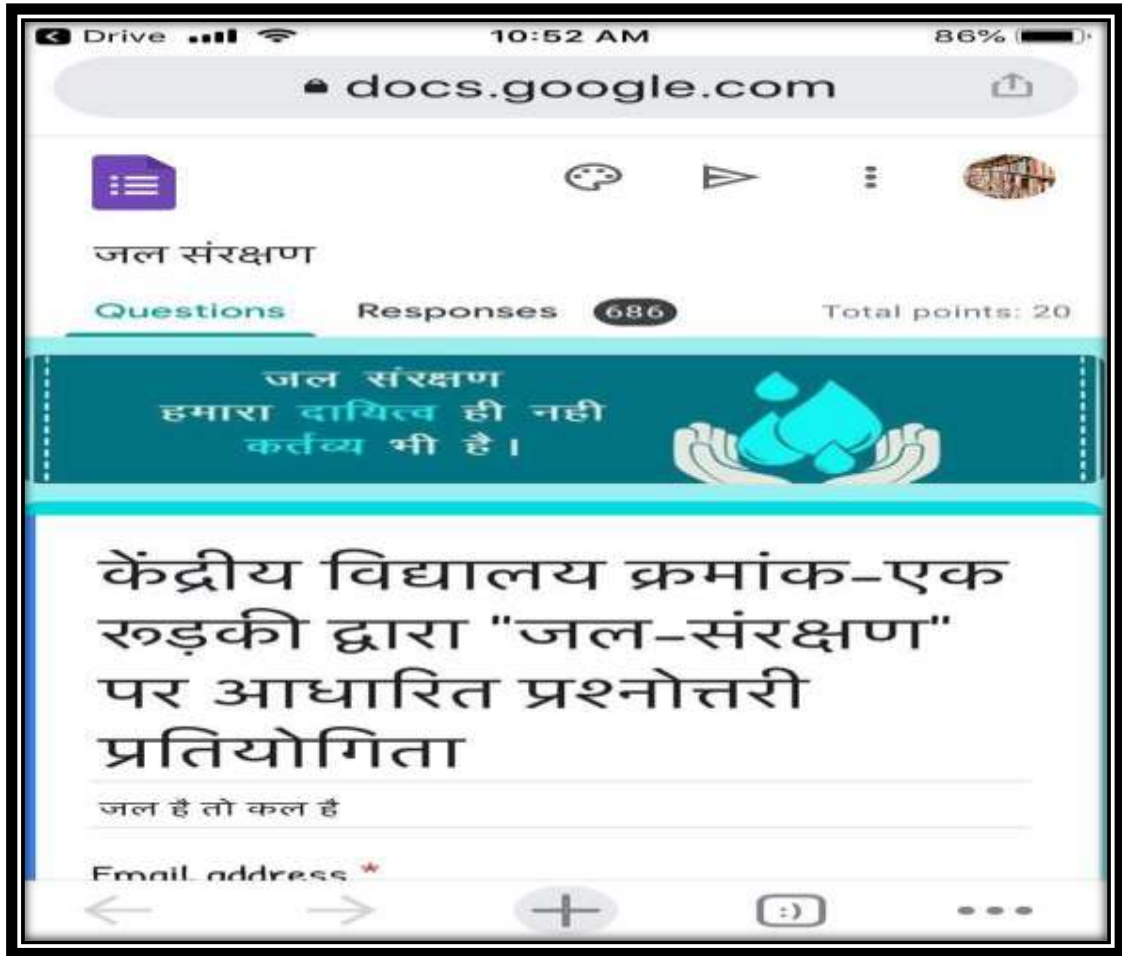 Drive 10:52 AM 86%
docs.google.com
जल संरक्षण
Questions Responses 686 Total points: 20
जल संरक्षण
हमारा दायित्व ही नही
कर्तव्य भी है।
केंद्रीय विद्यालय क्रमांक-एक
रूड़की द्वारा "जल-संरक्षण"
पर आधारित प्रश्नोत्तरी
प्रतियोगिता
जल है तो कल है
Email address *
:)